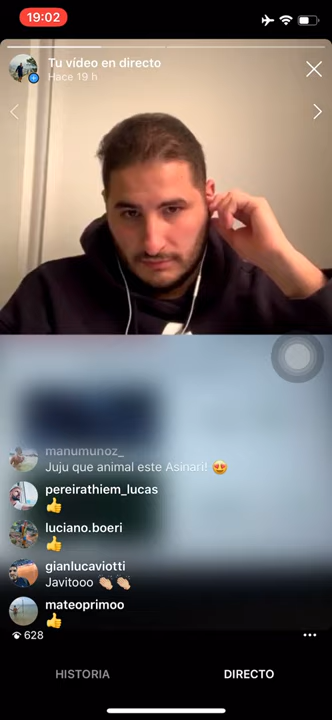 19:02
Tu vídeo en directo
Hace 19 h
manumunoz_
Juju que animal este Asinari! 😍
pereirathiem_lucas
👍
luciano.boeri
👍
gianlucaviotti
Javitooo 👏🏻👏🏻
mateoprimoo
👍
628
HISTORIA
DIRECTO